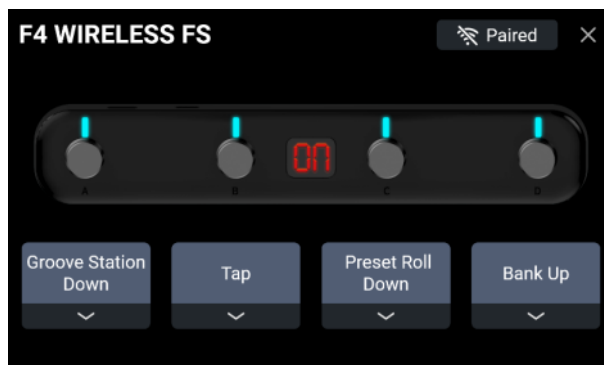 F4 WIRELESS FS
Paired
A
B
ON
C
D
Groove Station
Down
Tap
Preset Roll
Down
Bank Up